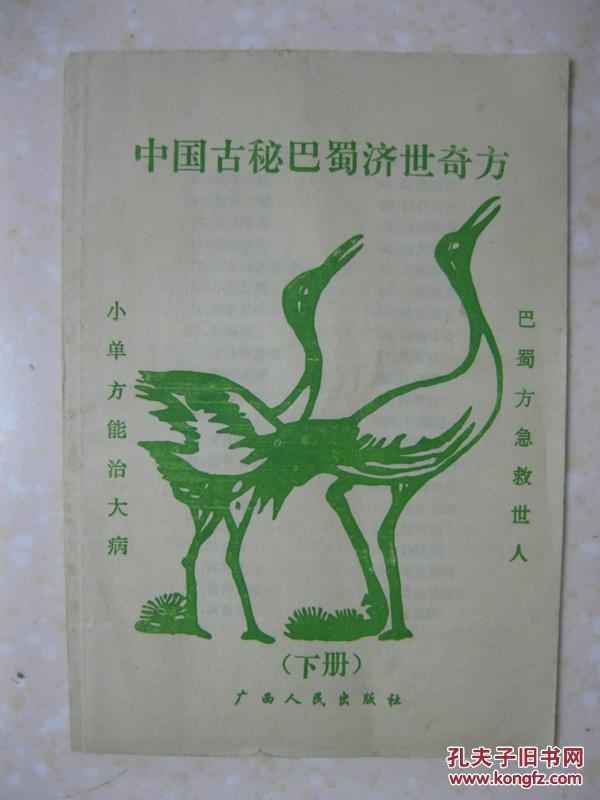 中国古秘巴蜀济世奇方
小单方能治大病
巴蜀方急救世人
（下册）
广西人民出版社
孔夫子旧书网
www.kongfz.com